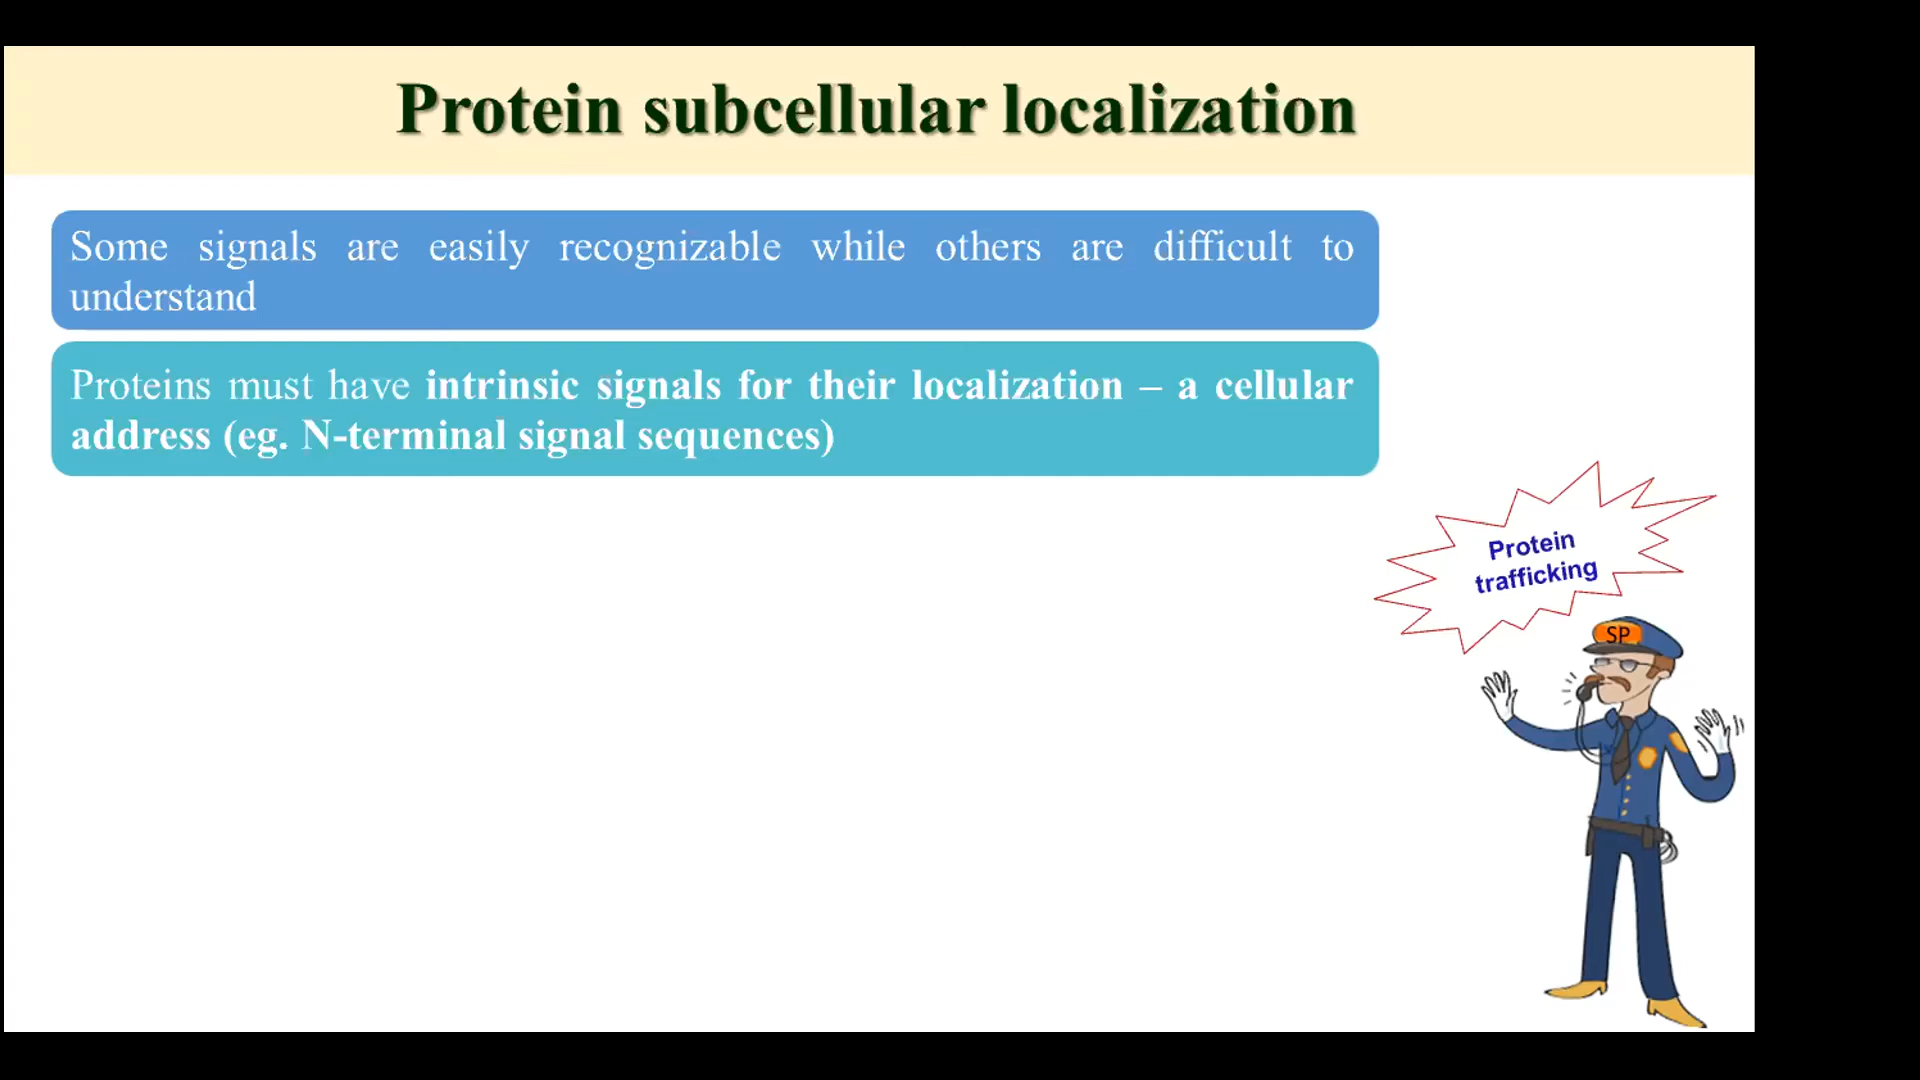 Protein subcellular localization
Some signals are easily recognizable while others are difficult to
understand
Proteins must have intrinsic signals for their localization – a cellular
address (eg. N-terminal signal sequences)
Protein
trafficking
SP